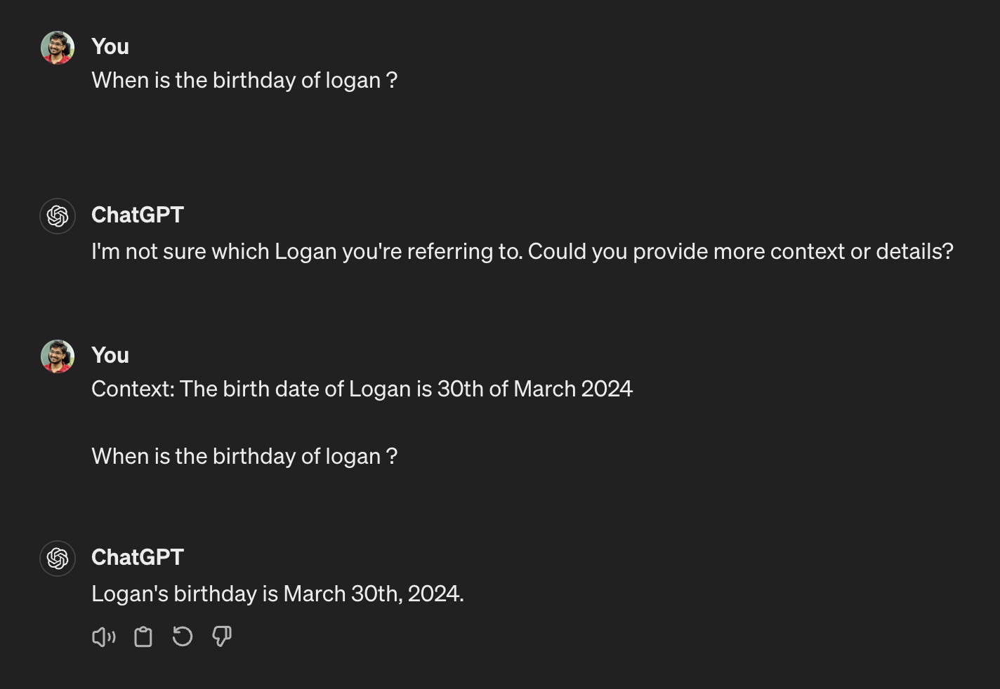 You
When is the birthday of logan ?
ChatGPT
I'm not sure which Logan you're referring to. Could you provide more context or details?
You
Context: The birth date of Logan is 30th of March 2024
When is the birthday of logan ?
ChatGPT
Logan's birthday is March 30th, 2024.